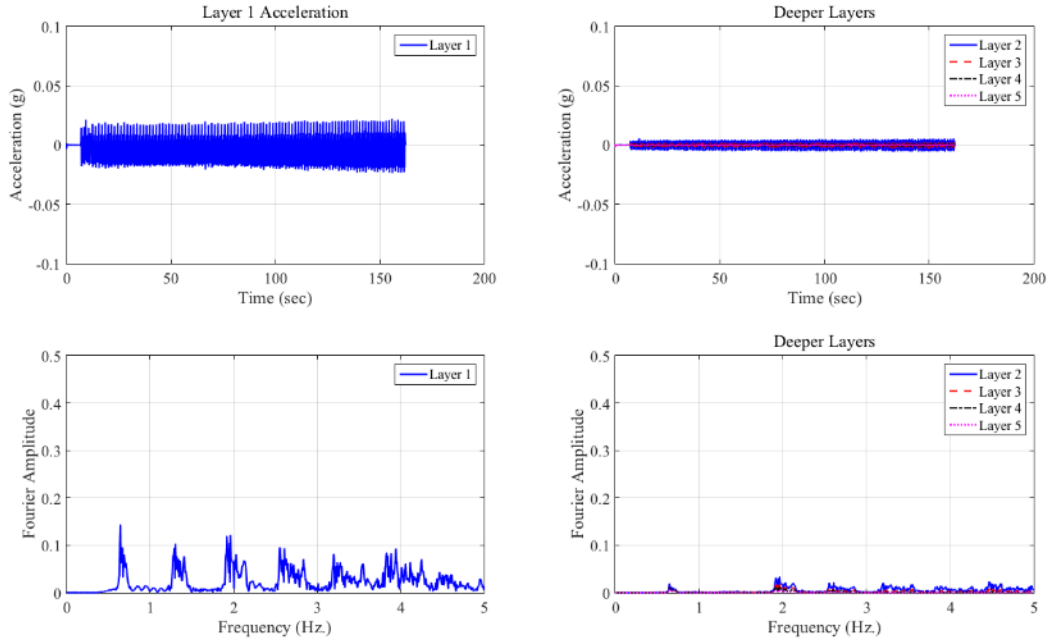 Layer 1 Acceleration
0.1
0.05
0
-0.05
-0.1
Acceleration (g)
Layer 1
0 50 100 150 200
Time (sec)
Deeper Layers
0.1
0.05
0
-0.05
-0.1
Acceleration (g)
Layer 2
Layer 3
Layer 4
Layer 5
0 50 100 150 200
Time (sec)
0.5
0.4
0.3
0.2
0.1
0
Fourier Amplitude
Layer 1
0 1 2 3 4 5
Frequency (Hz.)
Deeper Layers
0.5
0.4
0.3
0.2
0.1
0
Fourier Amplitude
Layer 2
Layer 3
Layer 4
Layer 5
0 1 2 3 4 5
Frequency (Hz.)